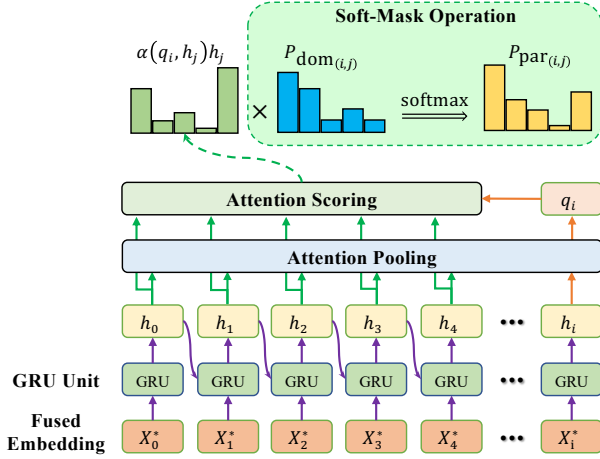 Soft-Mask Operation
α(q_i, h_j)h_j
P_dom(i,j)
P_par(i,j)
×
softmax
Attention Scoring
q_i
Attention Pooling
h_0 h_1 h_2 h_3 h_4 ••• h_i
GRU Unit GRU GRU GRU GRU GRU ••• GRU
Fused
Embedding
X_0^* X_1^* X_2^* X_3^* X_4^* ••• X_i^*